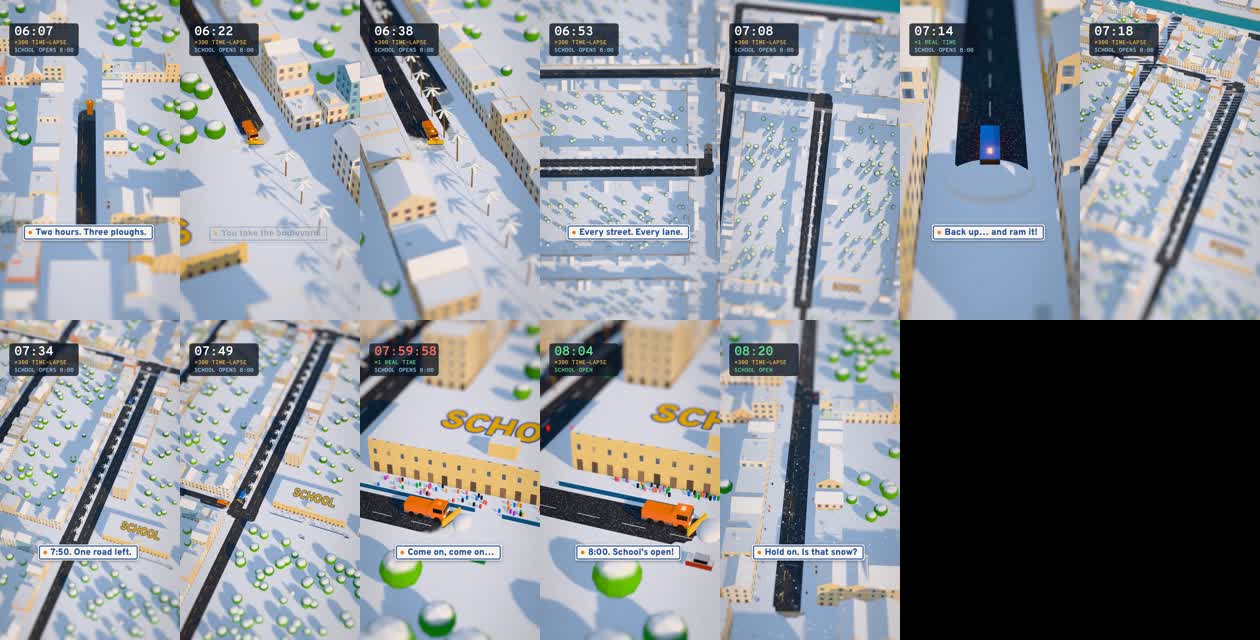 06:07
×300 TIME-LAPSE
SCHOOL OPENS 8:00
Two hours. Three ploughs.
06:22
×300 TIME-LAPSE
SCHOOL OPENS 8:00
You take the boulevard.
06:38
×300 TIME-LAPSE
SCHOOL OPENS 8:00
06:53
×300 TIME-LAPSE
SCHOOL OPENS 8:00
Every street. Every lane.
07:08
×300 TIME-LAPSE
SCHOOL OPENS 8:00
SCHOOL
07:14
×1 REAL TIME
SCHOOL OPENS 8:00
Back up... and ram it!
07:18
×300 TIME-LAPSE
SCHOOL OPENS 8:00
07:34
×300 TIME-LAPSE
SCHOOL OPENS 8:00
SCHOOL
7:50. One road left.
07:49
×300 TIME-LAPSE
SCHOOL OPENS 8:00
SCHOOL
07:59:58
×1 REAL TIME
SCHOOL OPENS 8:00
SCHO
Come on, come on...
08:04
×300 TIME-LAPSE
SCHOOL OPEN
SCH
8:00. School's open!
08:20
×300 TIME-LAPSE
SCHOOL OPEN
Hold on. Is that snow?